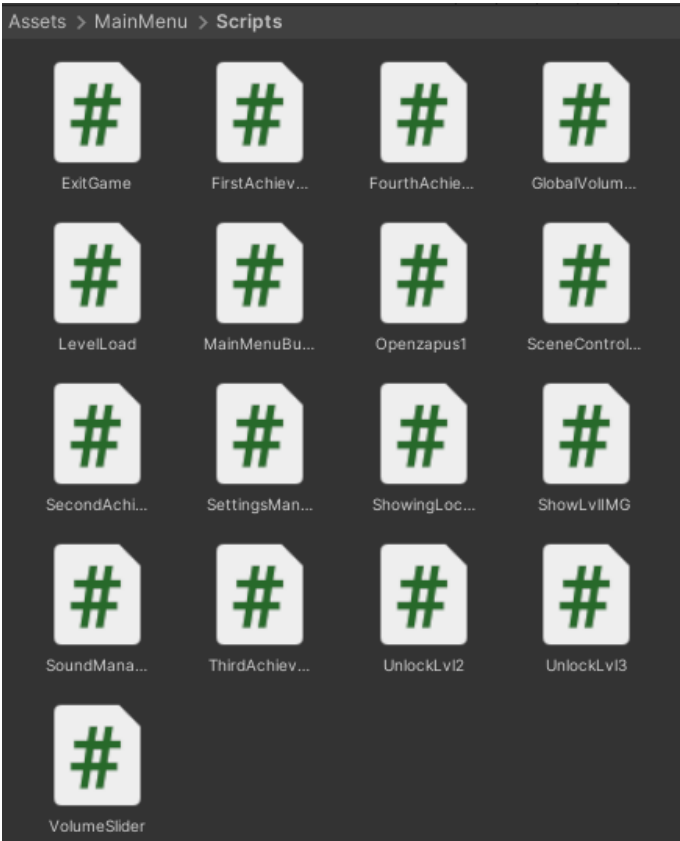 Assets > MainMenu > Scripts
ExitGame FirstAchiev... FourthAchie... GlobalVolum...
LevelLoad MainMenuBu... Openzapus1 SceneControl...
SecondAchi... SettingsMan... ShowingLoc... ShowLvlIMG
SoundMana... ThirdAchiev... UnlockLvl2 UnlockLvl3
VolumeSlider